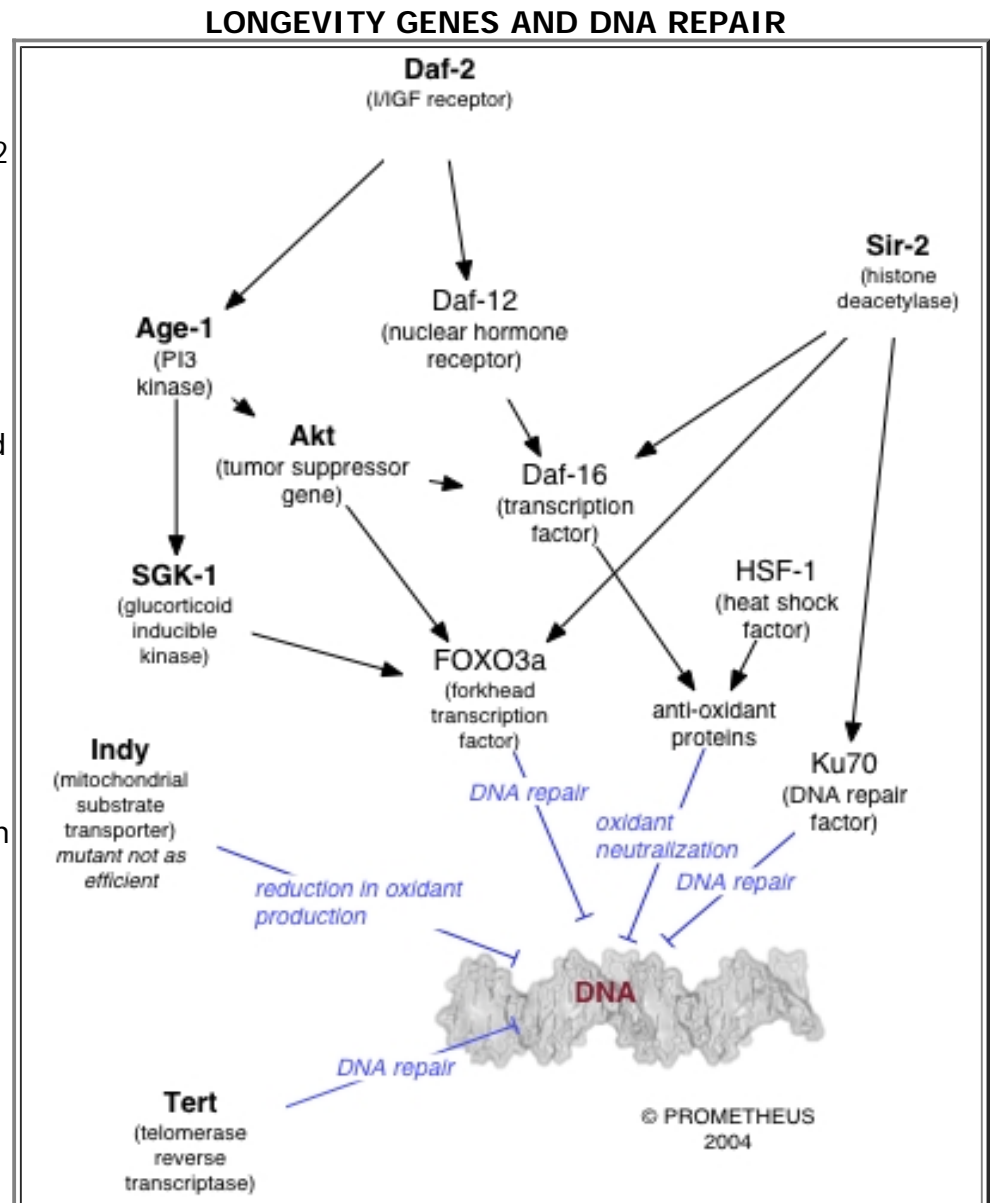 LONGEVITY GENES AND DNA REPAIR
Daf-2
(I/IGF receptor)
2
Sir-2
(histone
deacetylase)
Daf-12
(nuclear hormone
receptor)
Age-1
(PI3
kinase)
Akt
(tumor suppressor
gene)
d
Daf-16
(transcription
factor)
SGK-1
(glucorticoid
inducible
kinase)
HSF-1
(heat shock
factor)
FOXO3a
(forkhead
transcription
factor)
anti-oxidant
proteins
Indy
(mitochondrial
substrate
transporter)
mutant not as
efficient
n
Ku70
(DNA repair
factor)
DNA repair
oxidant
neutralization
DNA repair
reduction in oxidant
production
DNA
DNA repair
Tert
(telomerase
reverse
transcriptase)
© PROMETHEUS
2004